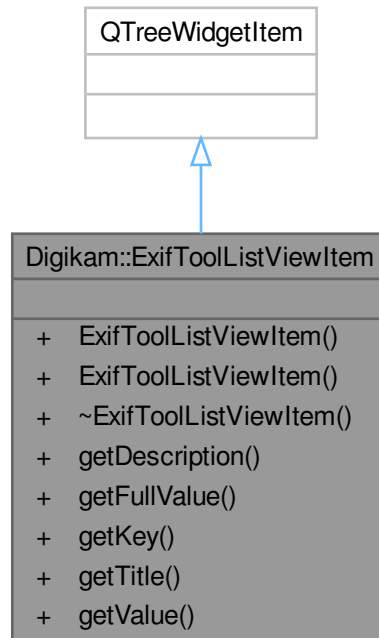 QTreeWidgetItem
Digikam::ExifToolListViewItem
+ ExifToolListViewItem()
+ ExifToolListViewItem()
+ ~ExifToolListViewItem()
+ getDescription()
+ getFullValue()
+ getKey()
+ getTitle()
+ getValue()